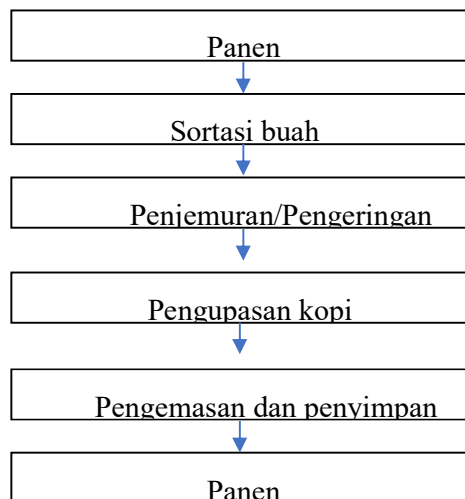 Panen
Sortasi buah
Penjemuran/Pengeringan
Pengupasan kopi
Pengemasan dan penyimpan
Panen